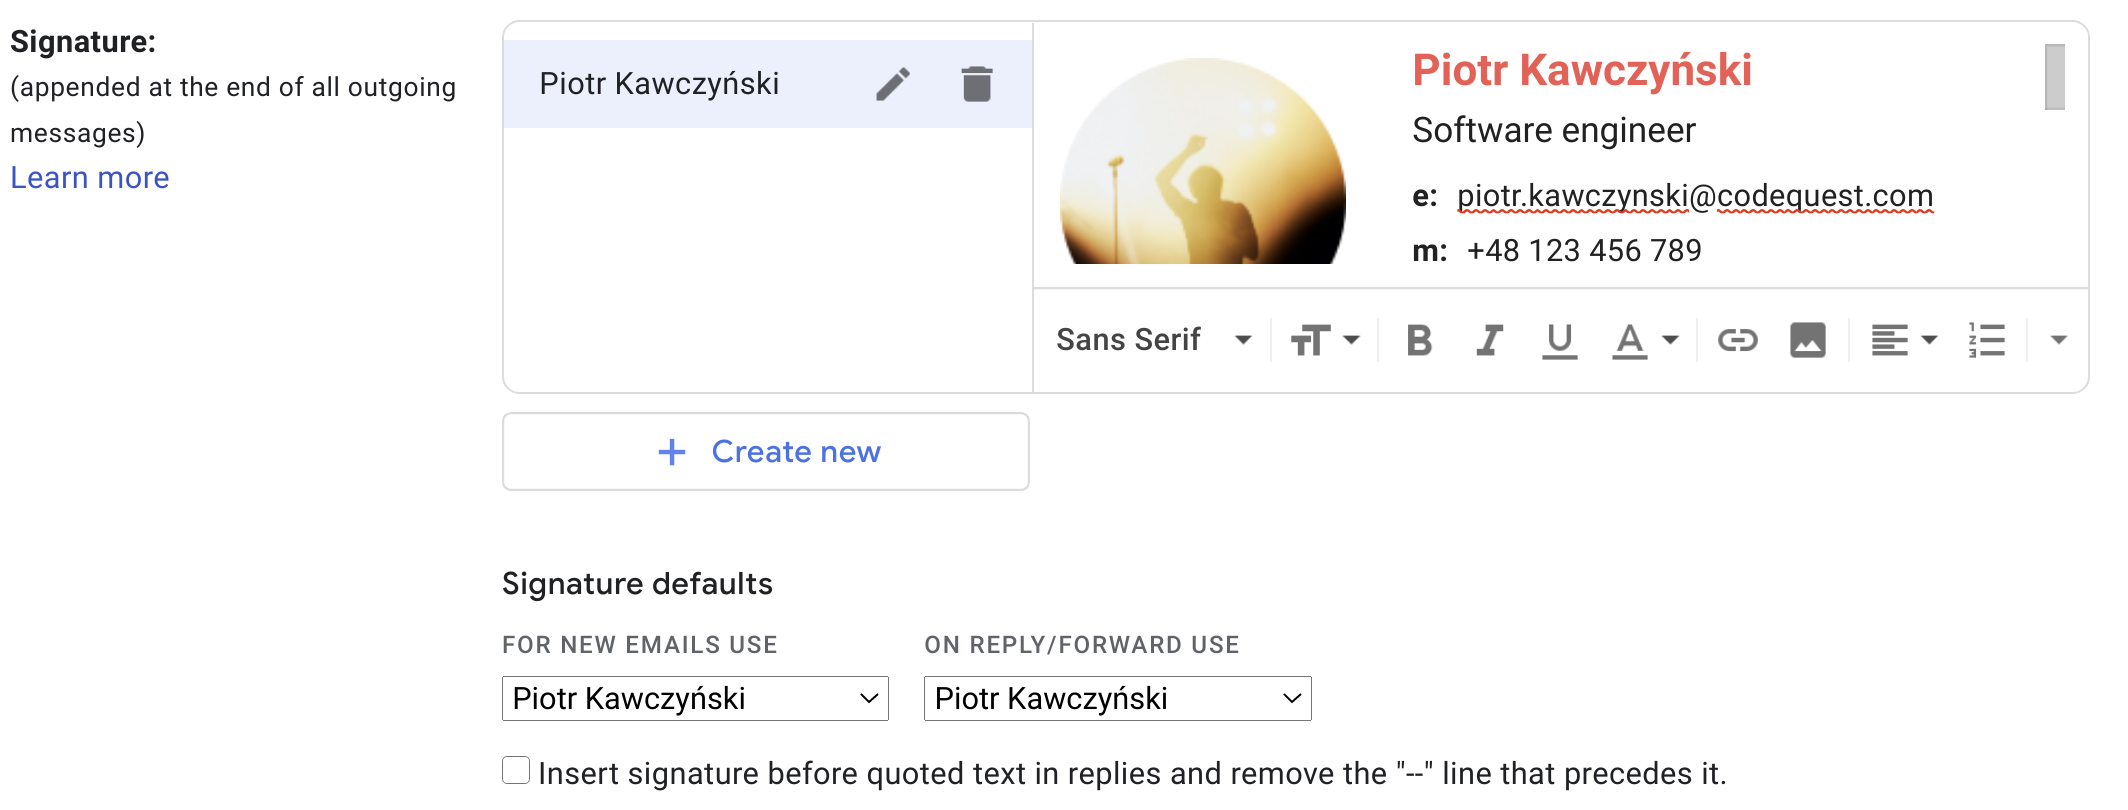 Signature:
(appended at the end of all outgoing
messages)
Learn more
Piotr Kawczyński
Piotr Kawczyński
Software engineer
e: piotr.kawczynski@codequest.com
m: +48 123 456 789
Sans Serif
Create new
Signature defaults
FOR NEW EMAILS USE
ON REPLY/FORWARD USE
Piotr Kawczyński
Piotr Kawczyński
Insert signature before quoted text in replies and remove the "--" line that precedes it.